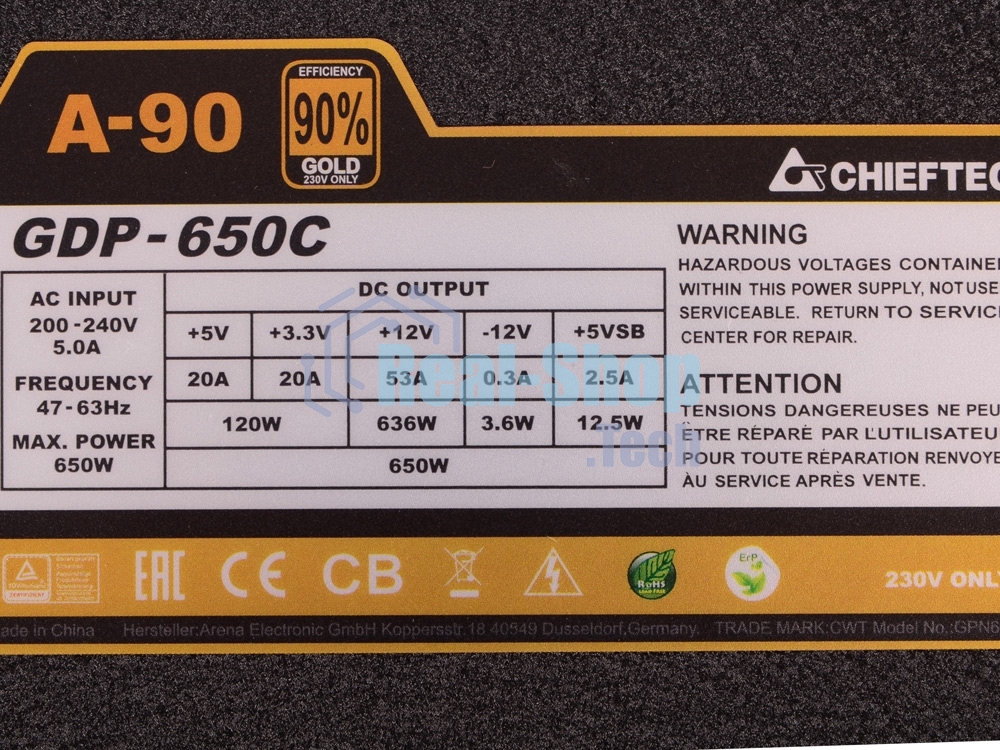 A-90
EFFICIENCY
90%
GOLD
230V ONLY
CHIEFTEC
GDP-650C
AC INPUT
200-240V
5.0A
FREQUENCY
47-63Hz
MAX. POWER
650W
DC OUTPUT
+5V +3.3V +12V -12V +5VSB
20A 20A 53A 0.3A 2.5A
120W 636W 3.6W 12.5W
650W
Real-Shop
.Tech
WARNING
HAZARDOUS VOLTAGES CONTAINE
WITHIN THIS POWER SUPPLY, NOT USE
SERVICEABLE. RETURN TO SERVIC
CENTER FOR REPAIR.
ATTENTION
TENSIONS DANGEREUSES NE PEU
ÊTRE RÉPARÉ PAR L'UTILISATEU
POUR TOUTE RÉPARATION RENVOYE
ÀU SERVICE APRÈS VENTE.
EAC CE CB RoHS ErP
230V ONLY
ade in China Hersteller:Arena Electronic GmbH Koppersstr.18 40549 Dusseldorf,Germany. TRADE MARK:CWT Model No.:GPN6